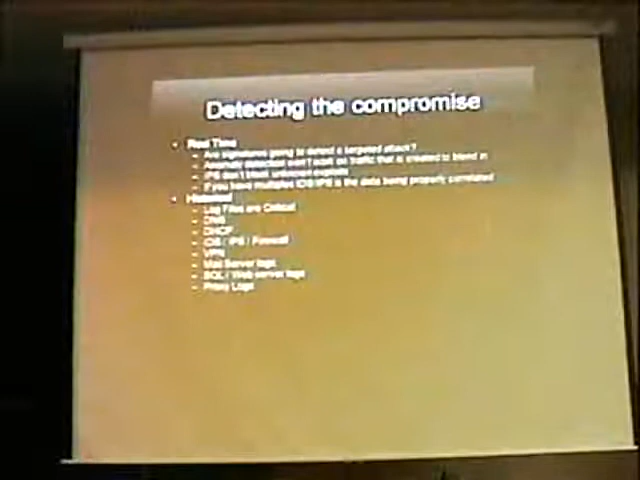 Detecting the compromise
• Real Time
• Are signatures going to detect a targeted attack?
• Anomaly detection won't work on traffic that is created to blend in
• IPS don't block unknown exploits
• If you have multiples IDS/IPS is the data being properly correlated
• Historical
• Log Files are Critical
• DNS
• DHCP
• IDS / IPS / Firewall
• VPN
• Mail Server logs
• SQL / Web server logs
• Proxy Logs